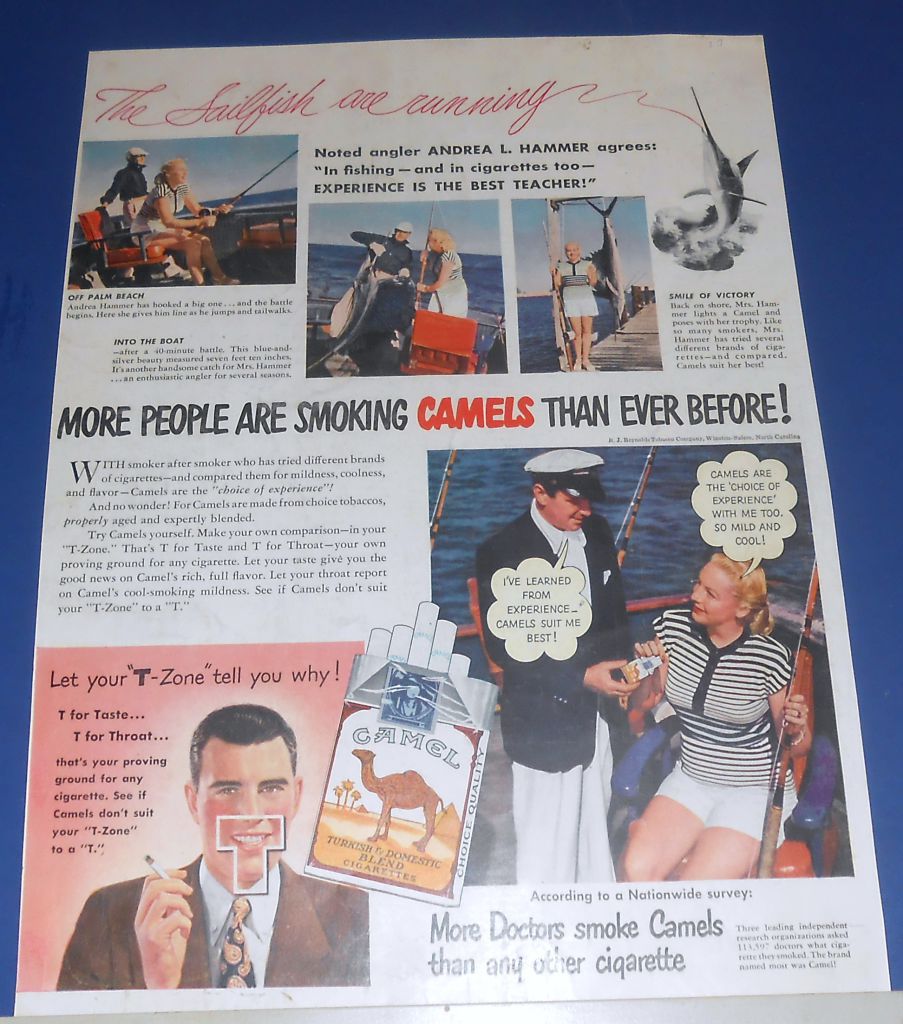 The Sailfish are running
Noted angler ANDREA L. HAMMER agrees:
"In fishing—and in cigarettes too—
EXPERIENCE IS THE BEST TEACHER!"
OFF PALM BEACH
Andrea Hammer has hooked a big one... and the battle
begins. Here she gives him line as he jumps and tailwalks.
INTO THE BOAT
—after a 40-minute battle. This blue-and-
silver beauty measured seven feet ten inches.
It's another handsome catch for Mrs. Hammer
...an enthusiastic angler for several seasons.
SMILE OF VICTORY
Back on shore, Mrs. Ham-
mer lights a Camel and
poses with her trophy. Like
so many smokers, Mrs.
Hammer has tried several
different brands of ciga-
rettes—and compared.
Camels suit her best!
MORE PEOPLE ARE SMOKING CAMELS THAN EVER BEFORE!
R. J. Reynolds Tobacco Company, Winston-Salem, North Carolina
WITH smoker after smoker who has tried different brands
of cigarettes—and compared them for mildness, coolness,
and flavor—Camels are the "choice of experience"!
And no wonder! For Camels are made from choice tobaccos,
properly aged and expertly blended.
Try Camels yourself. Make your own comparison—in your
"T-Zone." That's T for Taste and T for Throat—your own
proving ground for any cigarette. Let your taste give you the
good news on Camel's rich, full flavor. Let your throat report
on Camel's cool-smoking mildness. See if Camels don't suit
your "T-Zone" to a "T."
CAMELS ARE
THE 'CHOICE OF
EXPERIENCE'
WITH ME TOO.
SO MILD AND
COOL!
I'VE LEARNED
FROM
EXPERIENCE—
CAMELS SUIT ME
BEST!
Let your "T-Zone" tell you why!
T for Taste...
T for Throat...
that's your proving
ground for any
cigarette. See if
Camels don't suit
your "T-Zone"
to a "T."
T
CAMEL
TURKISH & DOMESTIC
BLEND
CIGARETTES
CHOICE QUALITY
According to a Nationwide survey:
More Doctors smoke Camels
than any other cigarette
Three leading independent
research organizations asked
113,597 doctors what ciga-
rette they smoked. The brand
named most was Camel!